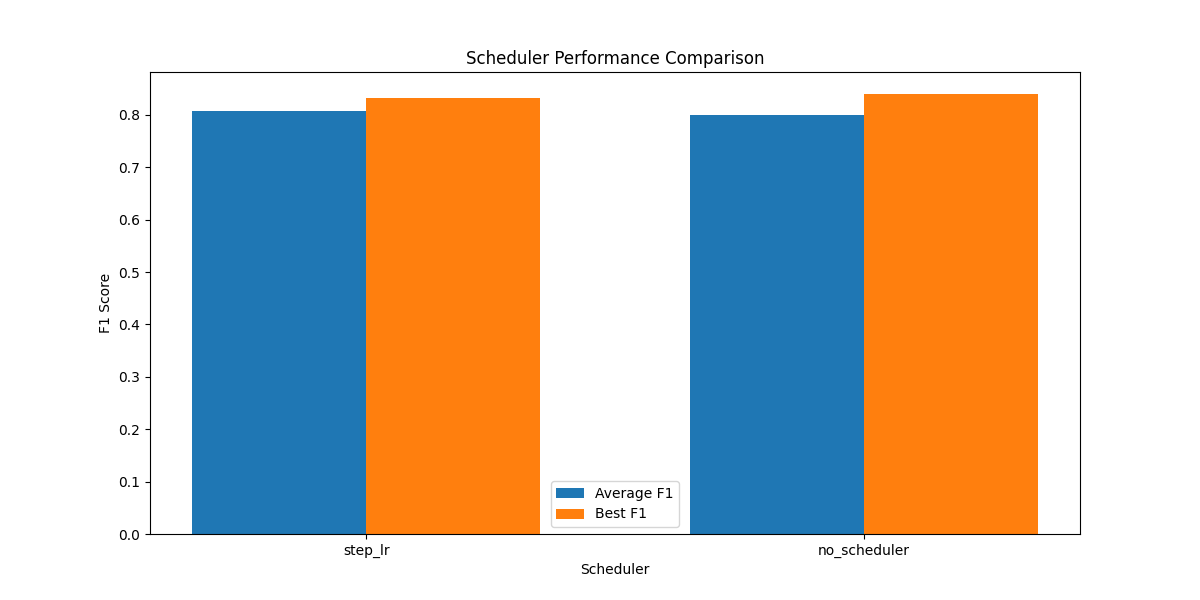 Scheduler Performance Comparison
F1 Score
0.8
0.7
0.6
0.5
0.4
0.3
0.2
0.1
0.0
Average F1
Best F1
step_lr
no_scheduler
Scheduler